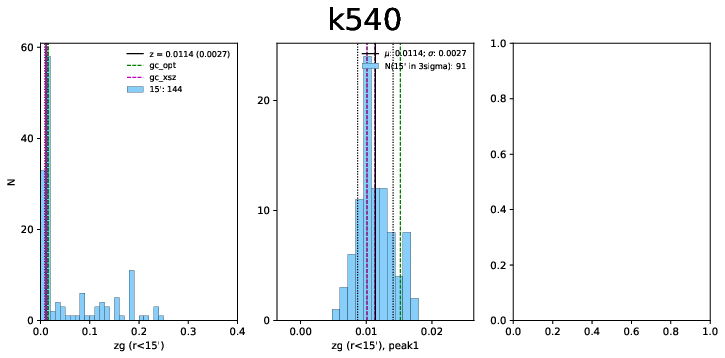 k540
z = 0.0114 (0.0027)
gc_opt
gc_xsz
15': 144
N
60
40
20
0
0.0 0.1 0.2 0.3 0.4
zg (r<15')
μ: 0.0114; σ: 0.0027
N(15' in 3sigma): 91
20
10
0
0.00 0.01 0.02
zg (r<15'), peak1
1.0
0.8
0.6
0.4
0.2
0.0
0.0 0.2 0.4 0.6 0.8 1.0